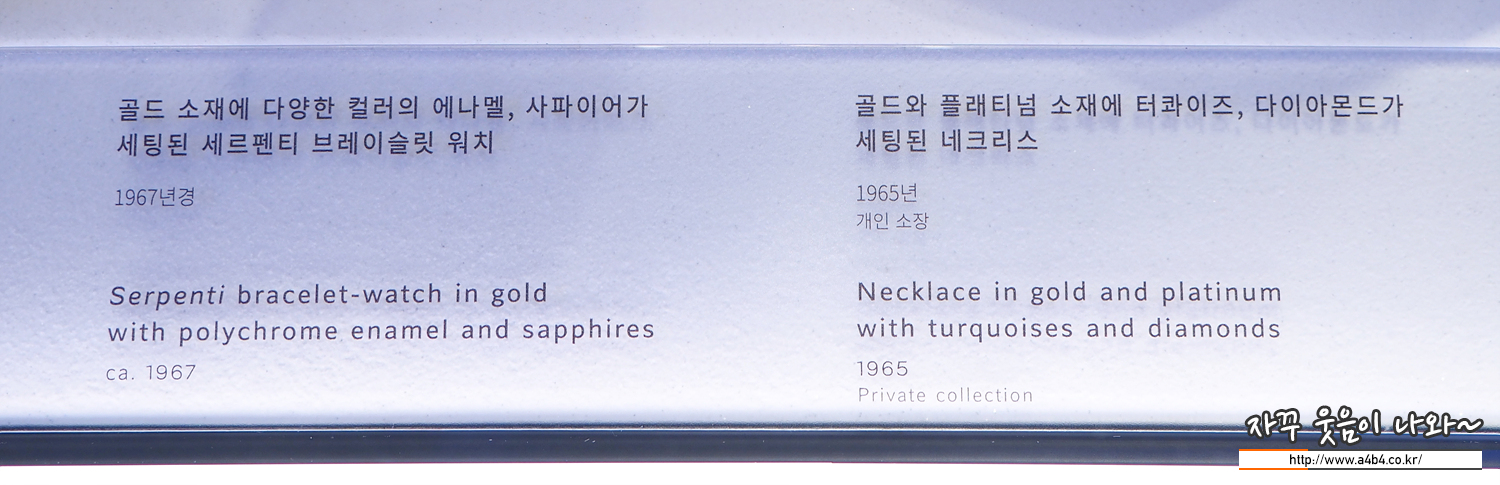 골드 소재에 다양한 컬러의 에나멜, 사파이어가
세팅된 세르펜티 브레이슬릿 워치
1967년경
Serpenti bracelet-watch in gold
with polychrome enamel and sapphires
ca. 1967
골드와 플래티넘 소재에 터콰이즈, 다이아몬드가
세팅된 네크리스
1965년
개인 소장
Necklace in gold and platinum
with turquoises and diamonds
1965
Private collection
자꾸 웃음이 나와~
http://www.a4b4.co.kr/